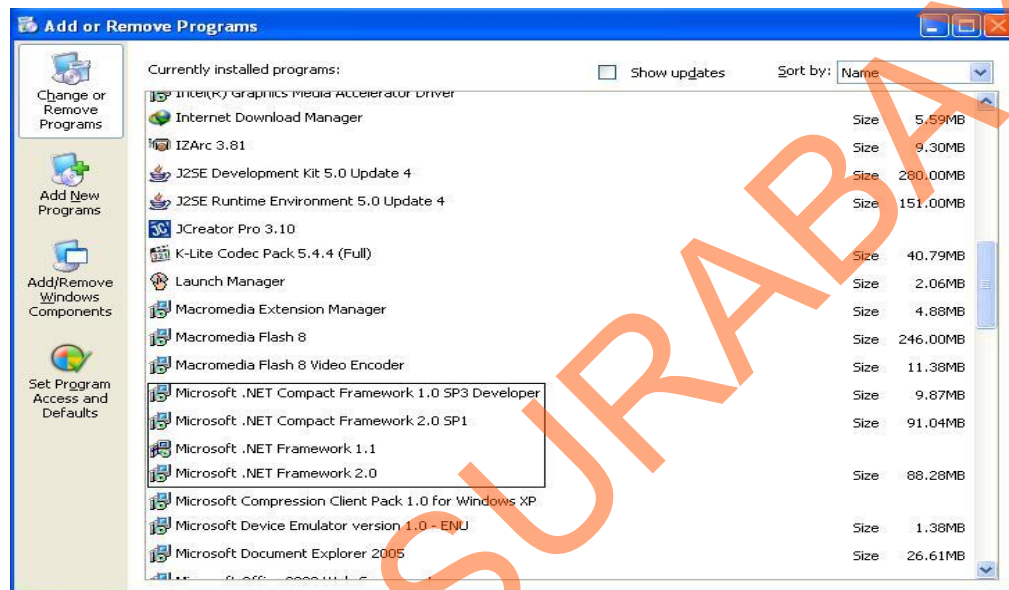 Add or Remove Programs
Change or
Remove
Programs
Add New
Programs
Add/Remove
Windows
Components
Set Program
Access and
Defaults
Currently installed programs:
Show updates
Sort by: Name
Intel(R) Graphics Media Accelerator Driver
Internet Download Manager Size 5.59MB
IZArc 3.81 Size 9.30MB
J2SE Development Kit 5.0 Update 4 Size 280.00MB
J2SE Runtime Environment 5.0 Update 4 Size 151.00MB
JCreator Pro 3.10
K-Lite Codec Pack 5.4.4 (Full) Size 40.79MB
Launch Manager Size 2.06MB
Macromedia Extension Manager Size 4.88MB
Macromedia Flash 8 Size 246.00MB
Macromedia Flash 8 Video Encoder Size 11.38MB
Microsoft .NET Compact Framework 1.0 SP3 Developer Size 9.87MB
Microsoft .NET Compact Framework 2.0 SP1 Size 91.04MB
Microsoft .NET Framework 1.1
Microsoft .NET Framework 2.0 Size 88.28MB
Microsoft Compression Client Pack 1.0 for Windows XP
Microsoft Device Emulator version 1.0 - ENU Size 1.38MB
Microsoft Document Explorer 2005 Size 26.61MB
SURABA